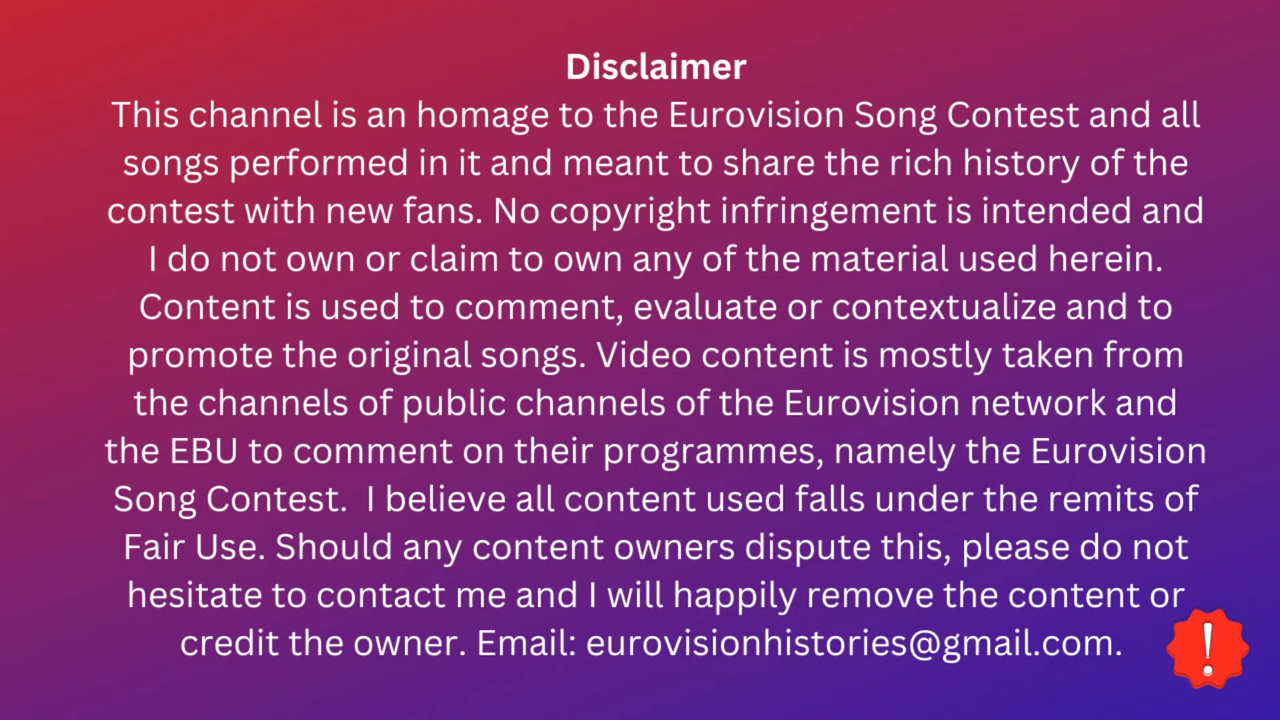 Disclaimer
This channel is an homage to the Eurovision Song Contest and all
songs performed in it and meant to share the rich history of the
contest with new fans. No copyright infringement is intended and
I do not own or claim to own any of the material used herein.
Content is used to comment, evaluate or contextualize and to
promote the original songs. Video content is mostly taken from
the channels of public channels of the Eurovision network and
the EBU to comment on their programmes, namely the Eurovision
Song Contest.  I believe all content used falls under the remits of
Fair Use. Should any content owners dispute this, please do not
hesitate to contact me and I will happily remove the content or
credit the owner. Email: eurovisionhistories@gmail.com.
!